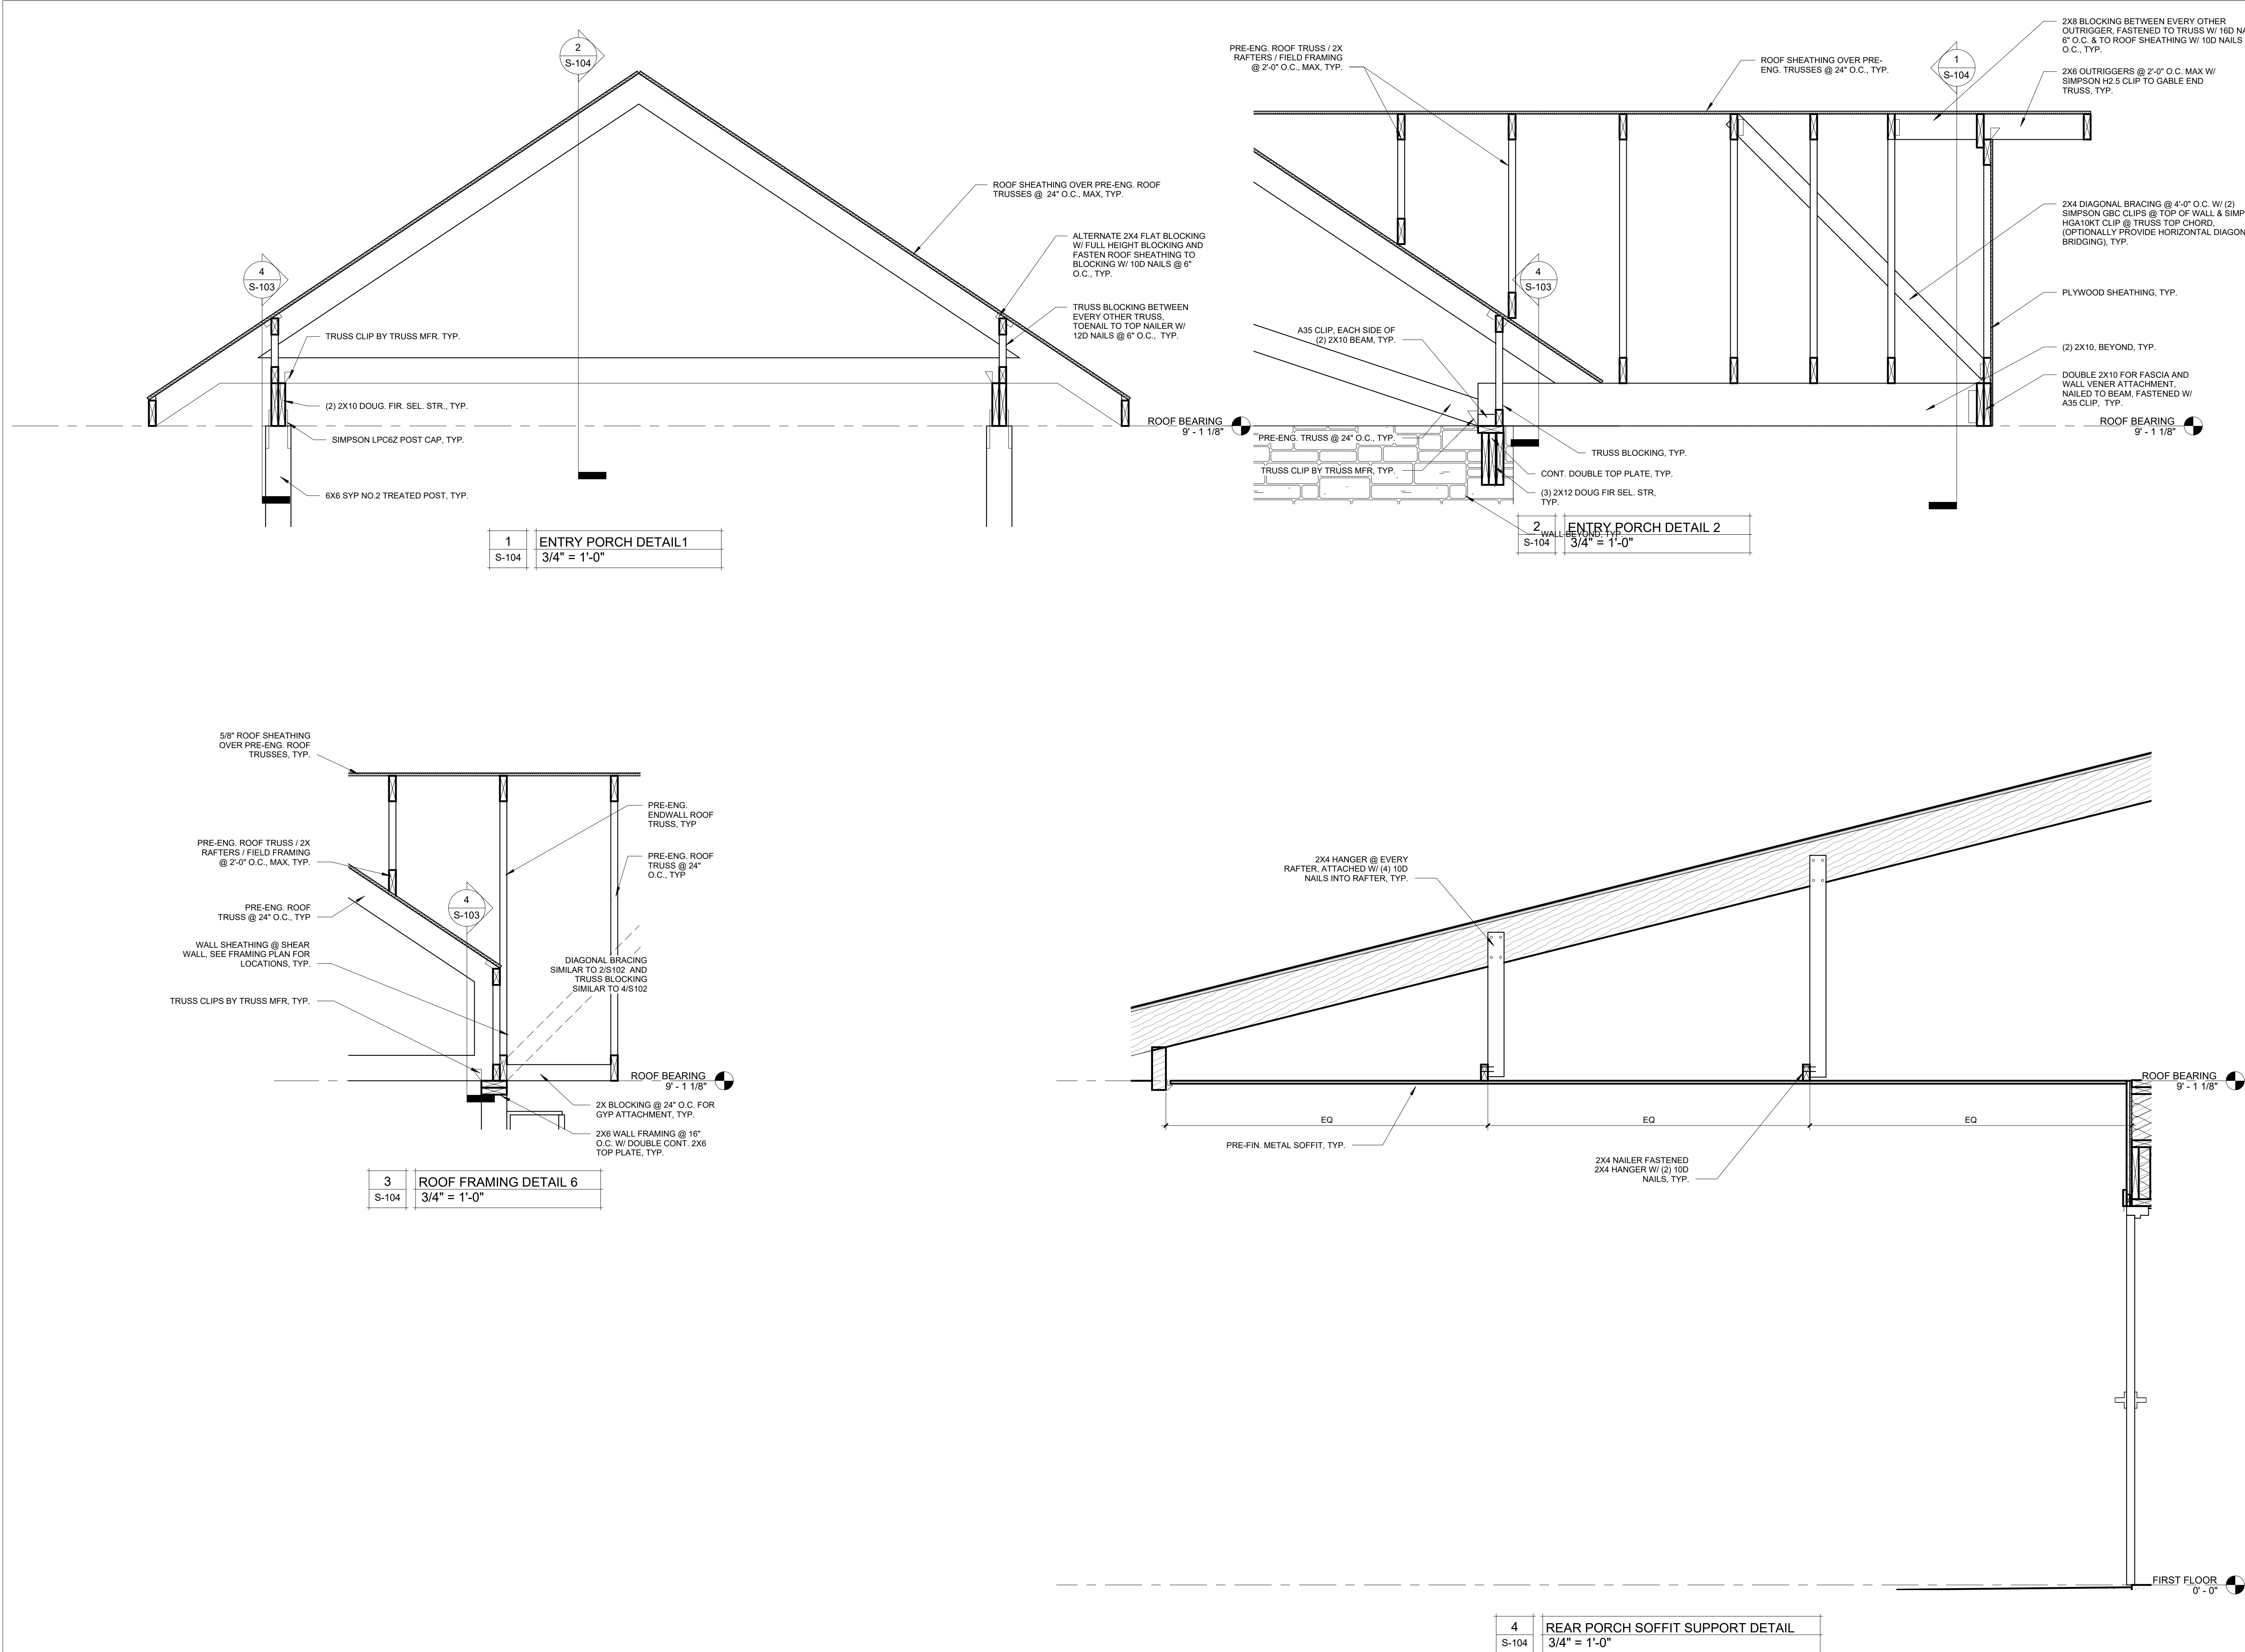 2
S-104
4
S-103
ROOF SHEATHING OVER PRE-ENG. ROOF
TRUSSES @ 24" O.C., MAX, TYP.
ALTERNATE 2X4 FLAT BLOCKING
W/ FULL HEIGHT BLOCKING AND
FASTEN ROOF SHEATHING TO
BLOCKING W/ 10D NAILS @ 6"
O.C., TYP.
TRUSS BLOCKING BETWEEN
EVERY OTHER TRUSS,
TOENAIL TO TOP NAILER W/
12D NAILS @ 6" O.C., TYP.
TRUSS CLIP BY TRUSS MFR. TYP.
(2) 2X10 DOUG. FIR. SEL. STR., TYP.
SIMPSON LPC6Z POST CAP, TYP.
6X6 SYP NO.2 TREATED POST, TYP.
ROOF BEARING
9' - 1 1/8"
1
S-104
ENTRY PORCH DETAIL1
3/4" = 1'-0"
PRE-ENG. ROOF TRUSS / 2X
RAFTERS / FIELD FRAMING
@ 2'-0" O.C., MAX, TYP.
ROOF SHEATHING OVER PRE-
ENG. TRUSSES @ 24" O.C., TYP.
1
S-104
2X8 BLOCKING BETWEEN EVERY OTHER
OUTRIGGER, FASTENED TO TRUSS W/ 16D NA
6" O.C. & TO ROOF SHEATHING W/ 10D NAILS
O.C., TYP.
2X6 OUTRIGGERS @ 2'-0" O.C. MAX W/
SIMPSON H2.5 CLIP TO GABLE END
TRUSS, TYP.
2X4 DIAGONAL BRACING @ 4'-0" O.C. W/ (2)
SIMPSON GBC CLIPS @ TOP OF WALL & SIMP
HGA10KT CLIP @ TRUSS TOP CHORD,
(OPTIONALLY PROVIDE HORIZONTAL DIAGON
BRIDGING), TYP.
4
S-103
PLYWOOD SHEATHING, TYP.
A35 CLIP, EACH SIDE OF
(2) 2X10 BEAM, TYP.
(2) 2X10, BEYOND, TYP.
DOUBLE 2X10 FOR FASCIA AND
WALL VENER ATTACHMENT,
NAILED TO BEAM, FASTENED W/
A35 CLIP, TYP.
ROOF BEARING
9' - 1 1/8"
PRE-ENG. TRUSS @ 24" O.C., TYP.
TRUSS CLIP BY TRUSS MFR, TYP.
TRUSS BLOCKING, TYP.
CONT. DOUBLE TOP PLATE, TYP.
(3) 2X12 DOUG FIR SEL. STR,
TYP.
WALL BEYOND, TYP.
2
S-104
ENTRY PORCH DETAIL 2
3/4" = 1'-0"
5/8" ROOF SHEATHING
OVER PRE-ENG. ROOF
TRUSSES, TYP.
PRE-ENG.
ENDWALL ROOF
TRUSS, TYP
PRE-ENG. ROOF TRUSS / 2X
RAFTERS / FIELD FRAMING
@ 2'-0" O.C., MAX, TYP.
PRE-ENG. ROOF
TRUSS @ 24"
O.C., TYP
4
S-103
PRE-ENG. ROOF
TRUSS @ 24" O.C., TYP
WALL SHEATHING @ SHEAR
WALL, SEE FRAMING PLAN FOR
LOCATIONS, TYP.
DIAGONAL BRACING
SIMILAR TO 2/S102 AND
TRUSS BLOCKING
SIMILAR TO 4/S102
TRUSS CLIPS BY TRUSS MFR, TYP.
ROOF BEARING
9' - 1 1/8"
2X BLOCKING @ 24" O.C. FOR
GYP ATTACHMENT, TYP.
2X6 WALL FRAMING @ 16"
O.C. W/ DOUBLE CONT. 2X6
TOP PLATE, TYP.
3
S-104
ROOF FRAMING DETAIL 6
3/4" = 1'-0"
2X4 HANGER @ EVERY
RAFTER, ATTACHED W/ (4) 10D
NAILS INTO RAFTER, TYP.
ROOF BEARING
9' - 1 1/8"
EQ
EQ
EQ
PRE-FIN. METAL SOFFIT, TYP.
2X4 NAILER FASTENED
2X4 HANGER W/ (2) 10D
NAILS, TYP.
FIRST FLOOR
0' - 0"
4
S-104
REAR PORCH SOFFIT SUPPORT DETAIL
3/4" = 1'-0"